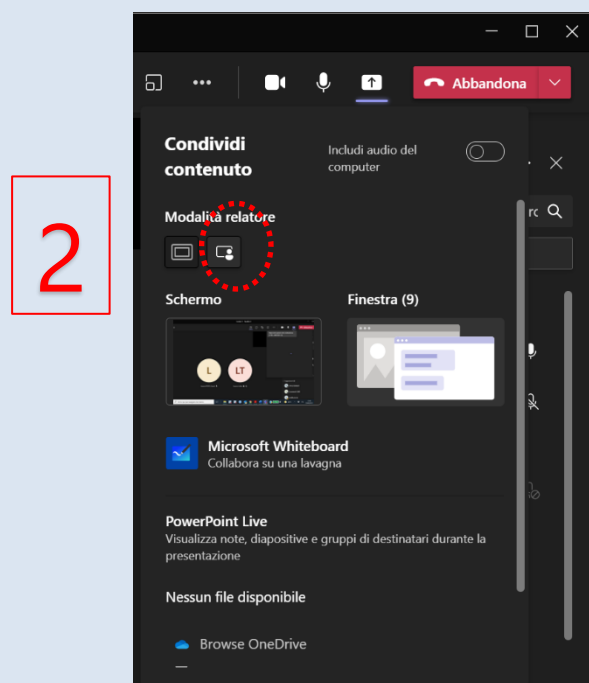 Abbandona
Condividi
contenuto
Includi audio del
computer
2
Modalità relatore
Schermo
Finestra (9)
L
LT
Microsoft Whiteboard
Collabora su una lavagna
PowerPoint Live
Visualizza note, diapositive e gruppi di destinatari durante la
presentazione
Nessun file disponibile
Browse OneDrive